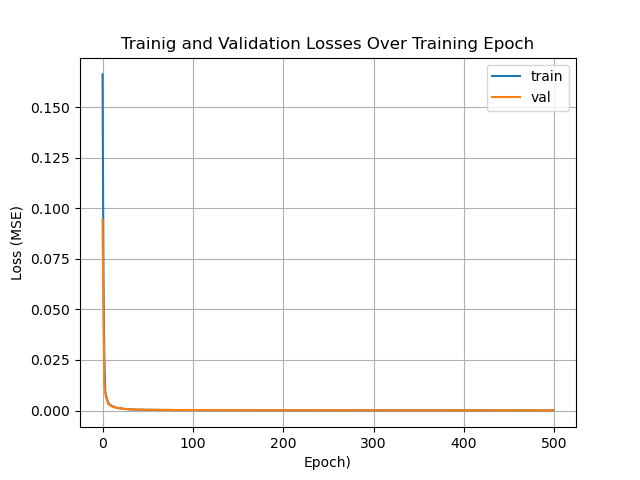 Trainig and Validation Losses Over Training Epoch
train
val
0.150
0.125
0.100
0.075
0.050
0.025
0.000
Loss (MSE)
0 100 200 300 400 500
Epoch)